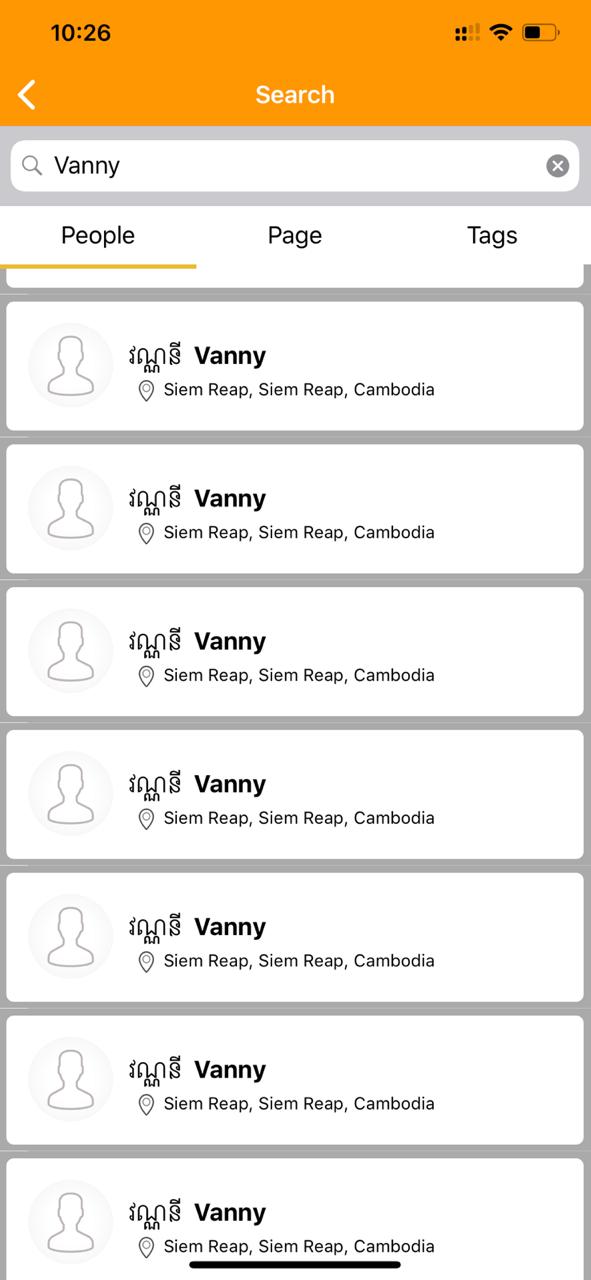 10:26
Search
Vanny
People Page Tags
វណ្ណនី Vanny
Siem Reap, Siem Reap, Cambodia
វណ្ណនី Vanny
Siem Reap, Siem Reap, Cambodia
វណ្ណនី Vanny
Siem Reap, Siem Reap, Cambodia
វណ្ណនី Vanny
Siem Reap, Siem Reap, Cambodia
វណ្ណនី Vanny
Siem Reap, Siem Reap, Cambodia
វណ្ណនី Vanny
Siem Reap, Siem Reap, Cambodia
វណ្ណនី Vanny
Siem Reap, Siem Reap, Cambodia